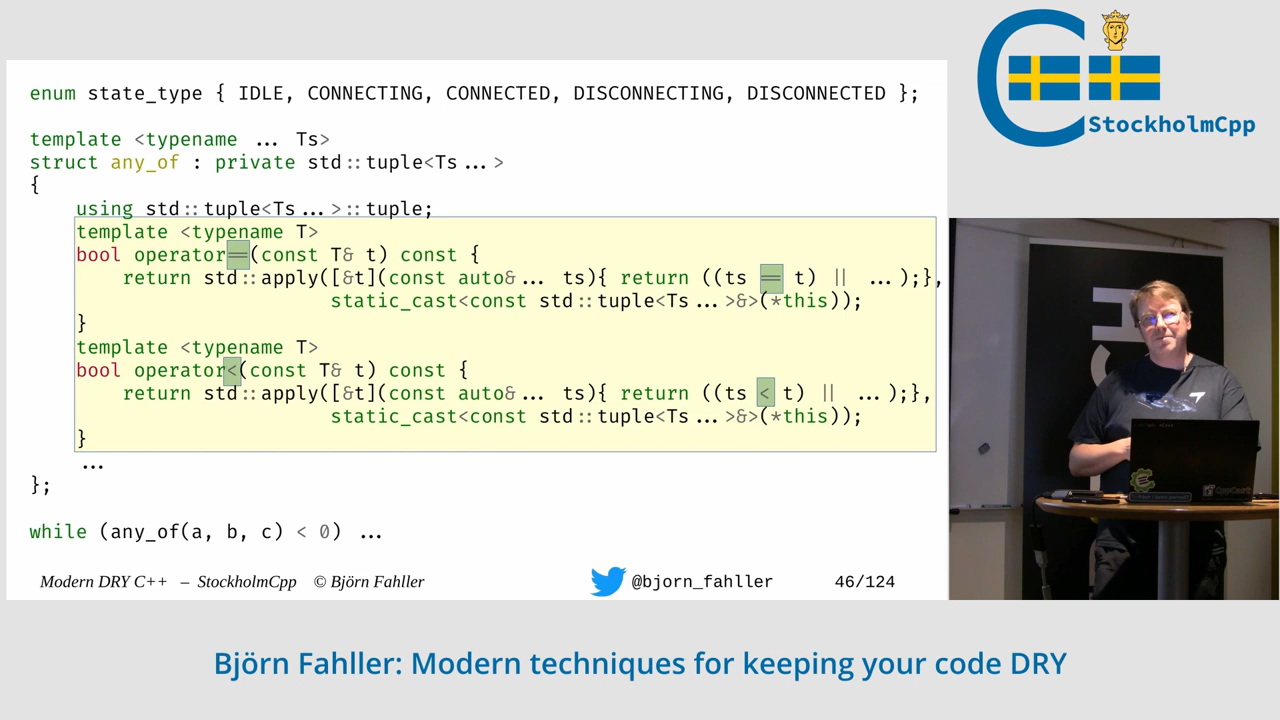 enum state_type { IDLE, CONNECTING, CONNECTED, DISCONNECTING, DISCONNECTED };
template <typename ... Ts>
struct any_of : private std::tuple<Ts...>
{
using std::tuple<Ts...>::tuple;
template <typename T>
bool operator==(const T& t) const {
return std::apply([&t](const auto&... ts){ return ((ts == t) || ...);},
static_cast<const std::tuple<Ts...>&>(*this));
}
template <typename T>
bool operator<(const T& t) const {
return std::apply([&t](const auto&... ts){ return ((ts < t) || ...);},
static_cast<const std::tuple<Ts...>&>(*this));
}
...
};
while (any_of(a, b, c) < 0) ...
Modern DRY C++ – StockholmCpp © Björn Fahller
@bjorn_fahller
46/124
StockholmCpp
Björn Fahller: Modern techniques for keeping your code DRY